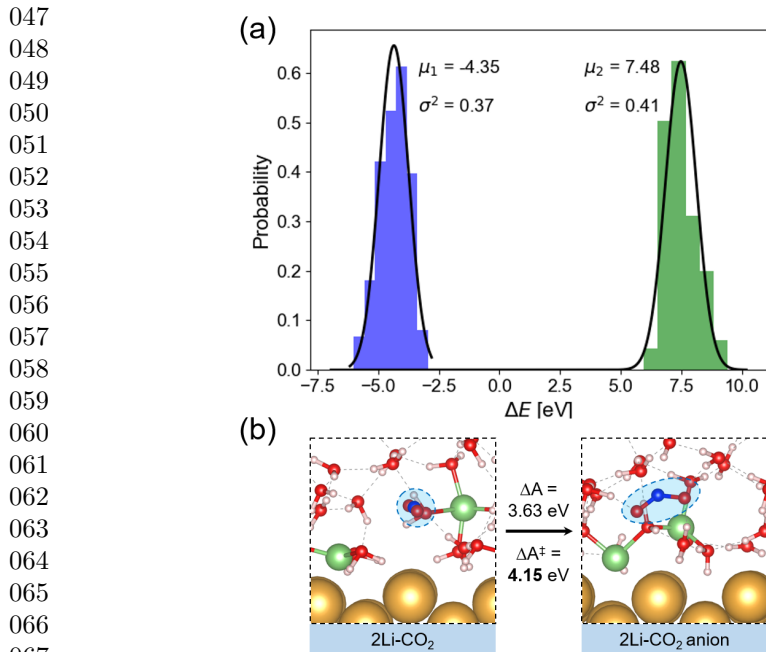 047
048
049
050
051
052
053
054
055
056
057
058
059
060
061
062
063
064
065
066
(a)
μ₁ = -4.35
σ² = 0.37
μ₂ = 7.48
σ² = 0.41
Probability
0.6
0.5
0.4
0.3
0.2
0.1
0.0
−7.5 −5.0 −2.5 0.0 2.5 5.0 7.5 10.0
ΔE [eV]
(b)
ΔA =
3.63 eV
ΔA‡ =
4.15 eV
2Li-CO₂
2Li-CO₂ anion